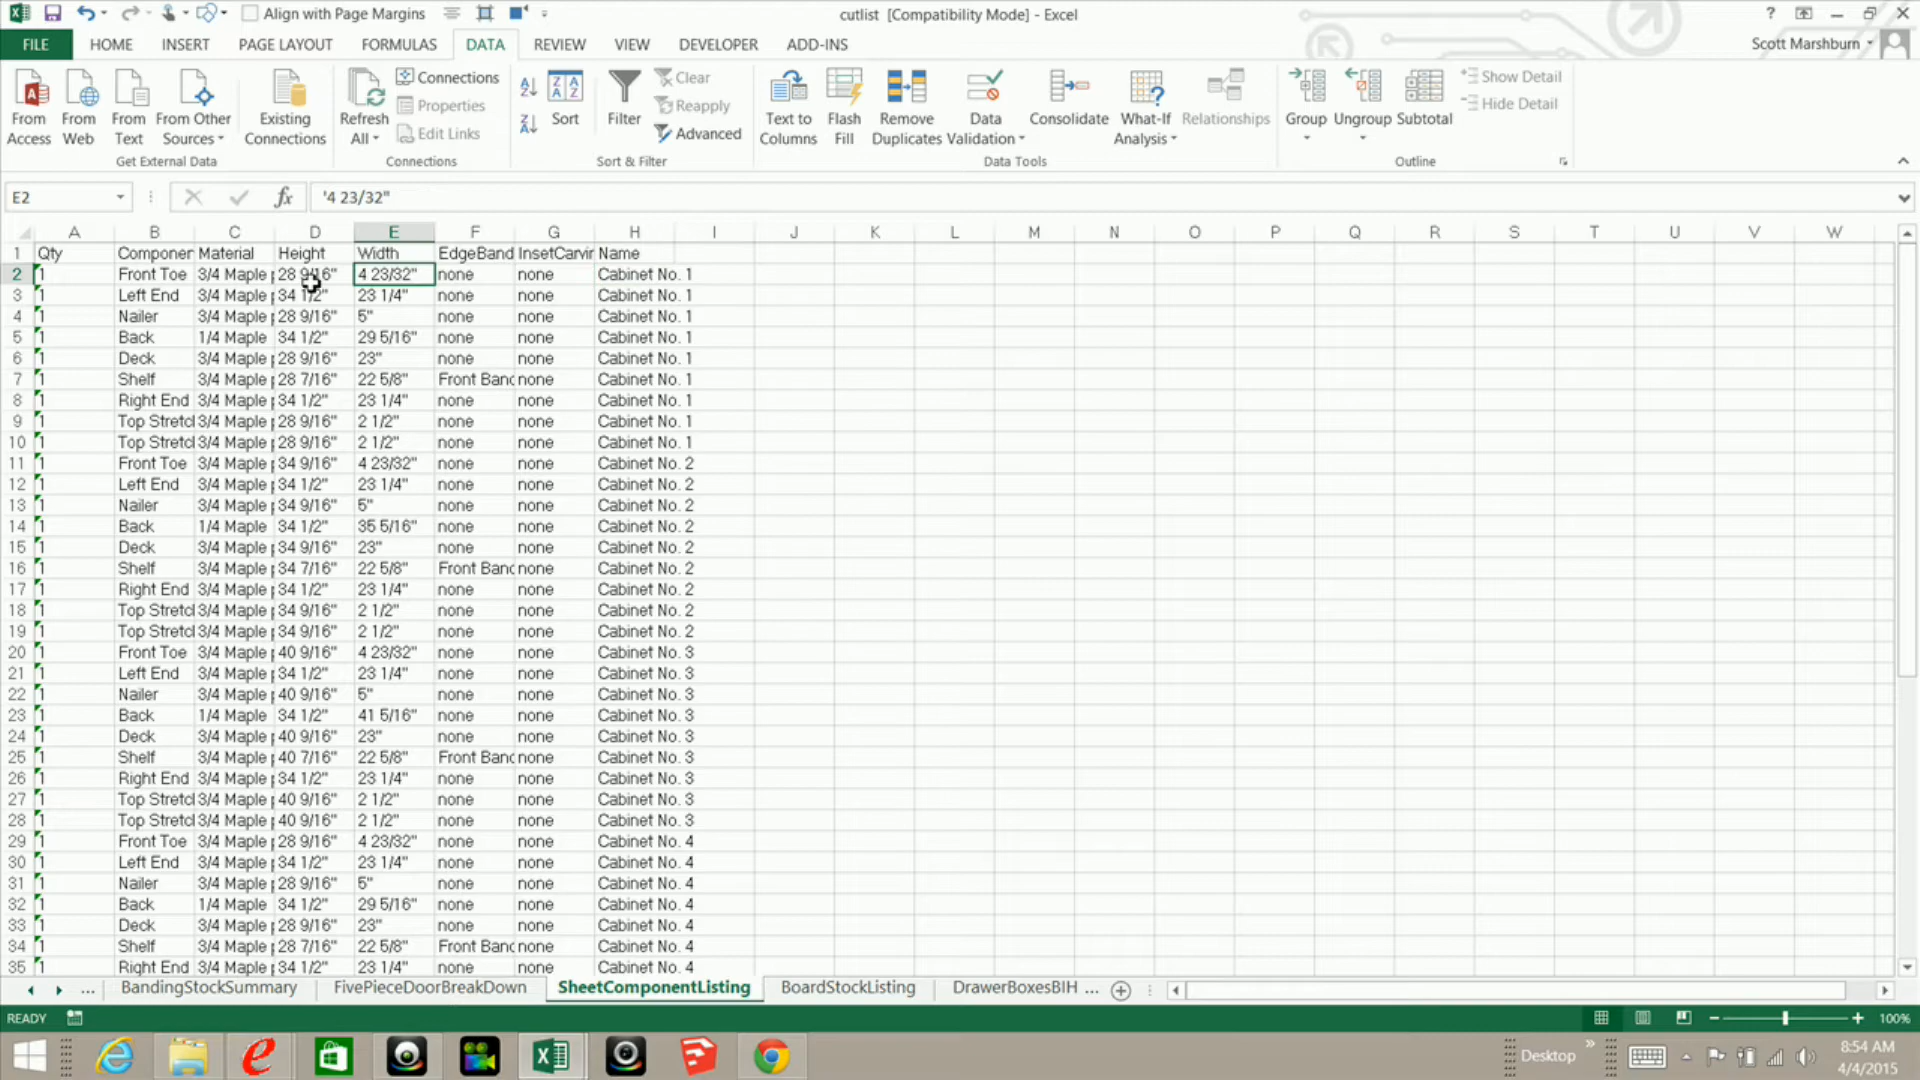 Align with Page Margins
cutlist [Compatibility Mode] - Excel
?
FILE HOME INSERT PAGE LAYOUT FORMULAS DATA REVIEW VIEW DEVELOPER ADD-INS
Scott Marshburn
From Access
From Web
From Text
From Other Sources
Existing Connections
Get External Data
Refresh All
Connections
Properties
Edit Links
Connections
Sort
Filter
Clear
Reapply
Advanced
Sort & Filter
Text to Columns
Flash Fill
Remove Duplicates
Data Validation
Consolidate
What-If Analysis
Relationships
Data Tools
Group
Ungroup
Subtotal
Show Detail
Hide Detail
Outline
E2 fx '4 23/32"
A B C D E F G H I J K L M N O P Q R S T U V W
1 Qty Componen Material Height Width EdgeBand InsetCarvin Name
2 1 Front Toe 3/4 Maple 28 9/16" 4 23/32" none none Cabinet No. 1
3 1 Left End 3/4 Maple 34 1/2" 23 1/4" none none Cabinet No. 1
4 1 Nailer 3/4 Maple 28 9/16" 5" none none Cabinet No. 1
5 1 Back 1/4 Maple 34 1/2" 29 5/16" none none Cabinet No. 1
6 1 Deck 3/4 Maple 28 9/16" 23" none none Cabinet No. 1
7 1 Shelf 3/4 Maple 28 7/16" 22 5/8" Front Band none Cabinet No. 1
8 1 Right End 3/4 Maple 34 1/2" 23 1/4" none none Cabinet No. 1
9 1 Top Stretc 3/4 Maple 28 9/16" 2 1/2" none none Cabinet No. 1
10 1 Top Stretc 3/4 Maple 28 9/16" 2 1/2" none none Cabinet No. 1
11 1 Front Toe 3/4 Maple 34 9/16" 4 23/32" none none Cabinet No. 2
12 1 Left End 3/4 Maple 34 1/2" 23 1/4" none none Cabinet No. 2
13 1 Nailer 3/4 Maple 34 9/16" 5" none none Cabinet No. 2
14 1 Back 1/4 Maple 34 1/2" 35 5/16" none none Cabinet No. 2
15 1 Deck 3/4 Maple 34 9/16" 23" none none Cabinet No. 2
16 1 Shelf 3/4 Maple 34 7/16" 22 5/8" Front Band none Cabinet No. 2
17 1 Right End 3/4 Maple 34 1/2" 23 1/4" none none Cabinet No. 2
18 1 Top Stretc 3/4 Maple 34 9/16" 2 1/2" none none Cabinet No. 2
19 1 Top Stretc 3/4 Maple 34 9/16" 2 1/2" none none Cabinet No. 2
20 1 Front Toe 3/4 Maple 40 9/16" 4 23/32" none none Cabinet No. 3
21 1 Left End 3/4 Maple 34 1/2" 23 1/4" none none Cabinet No. 3
22 1 Nailer 3/4 Maple 40 9/16" 5" none none Cabinet No. 3
23 1 Back 1/4 Maple 34 1/2" 41 5/16" none none Cabinet No. 3
24 1 Deck 3/4 Maple 40 9/16" 23" none none Cabinet No. 3
25 1 Shelf 3/4 Maple 40 7/16" 22 5/8" Front Band none Cabinet No. 3
26 1 Right End 3/4 Maple 34 1/2" 23 1/4" none none Cabinet No. 3
27 1 Top Stretc 3/4 Maple 40 9/16" 2 1/2" none none Cabinet No. 3
28 1 Top Stretc 3/4 Maple 40 9/16" 2 1/2" none none Cabinet No. 3
29 1 Front Toe 3/4 Maple 28 9/16" 4 23/32" none none Cabinet No. 4
30 1 Left End 3/4 Maple 34 1/2" 23 1/4" none none Cabinet No. 4
31 1 Nailer 3/4 Maple 28 9/16" 5" none none Cabinet No. 4
32 1 Back 1/4 Maple 34 1/2" 29 5/16" none none Cabinet No. 4
33 1 Deck 3/4 Maple 28 9/16" 23" none none Cabinet No. 4
34 1 Shelf 3/4 Maple 28 7/16" 22 5/8" Front Band none Cabinet No. 4
35 1 Right End 3/4 Maple 34 1/2" 23 1/4" none none Cabinet No. 4
... BandingStockSummary FivePieceDoorBreakDown SheetComponentListing BoardStockListing DrawerBoxesBIH ...
READY
100%
Desktop
8:54 AM
4/4/2015